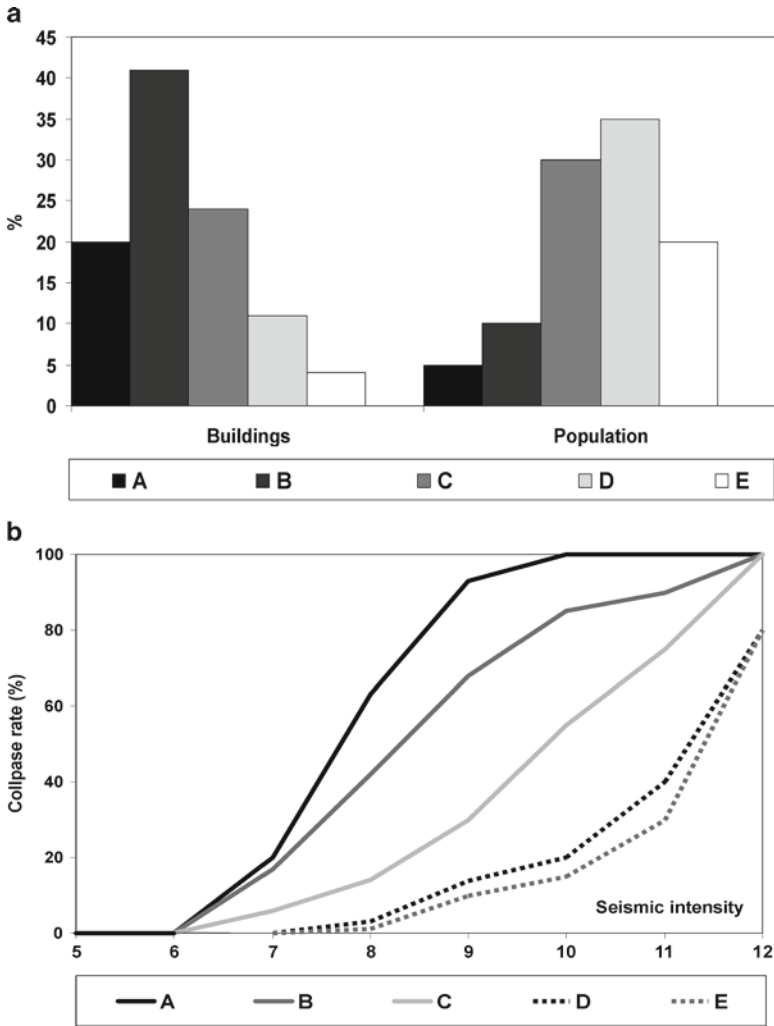 a
45
40
35
30
25
20
15
10
5
0
%
Buildings Population
A B C D E
b
100
80
60
40
20
0
Collpase rate (%)
Seismic intensity
5 6 7 8 9 10 11 12
A B C D E